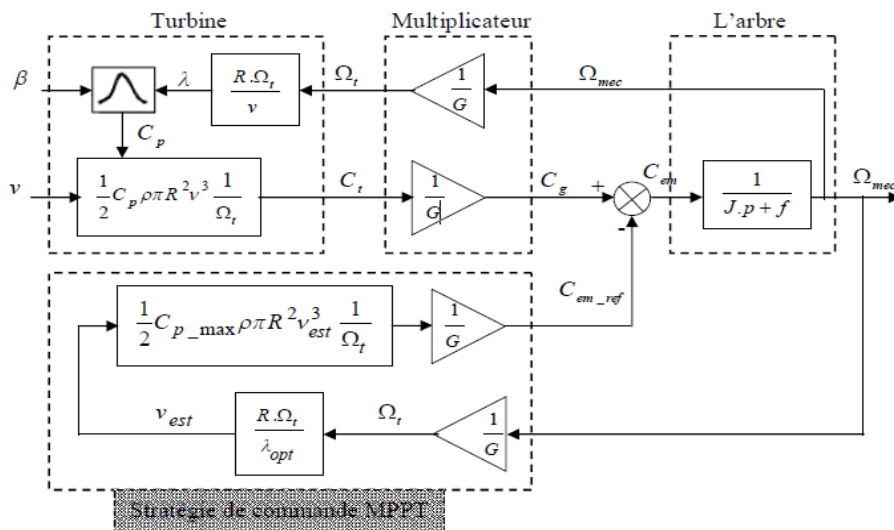 Turbine
Multiplicateur
L'arbre
β
λ
R.Ω_t / v
Ω_t
1/G
Ω_mec
C_p
v
1/2 C_p ρπR²v³ 1/Ω_t
C_t
1/G
C_g
+
-
C_em
1/(J.p + f)
Ω_mec
1/2 C_p_max ρπR²v_est³ 1/Ω_t
1/G
C_em_ref
v_est
R.Ω_t / λ_opt
Ω_t
1/G
Stratégie de commande MPPT